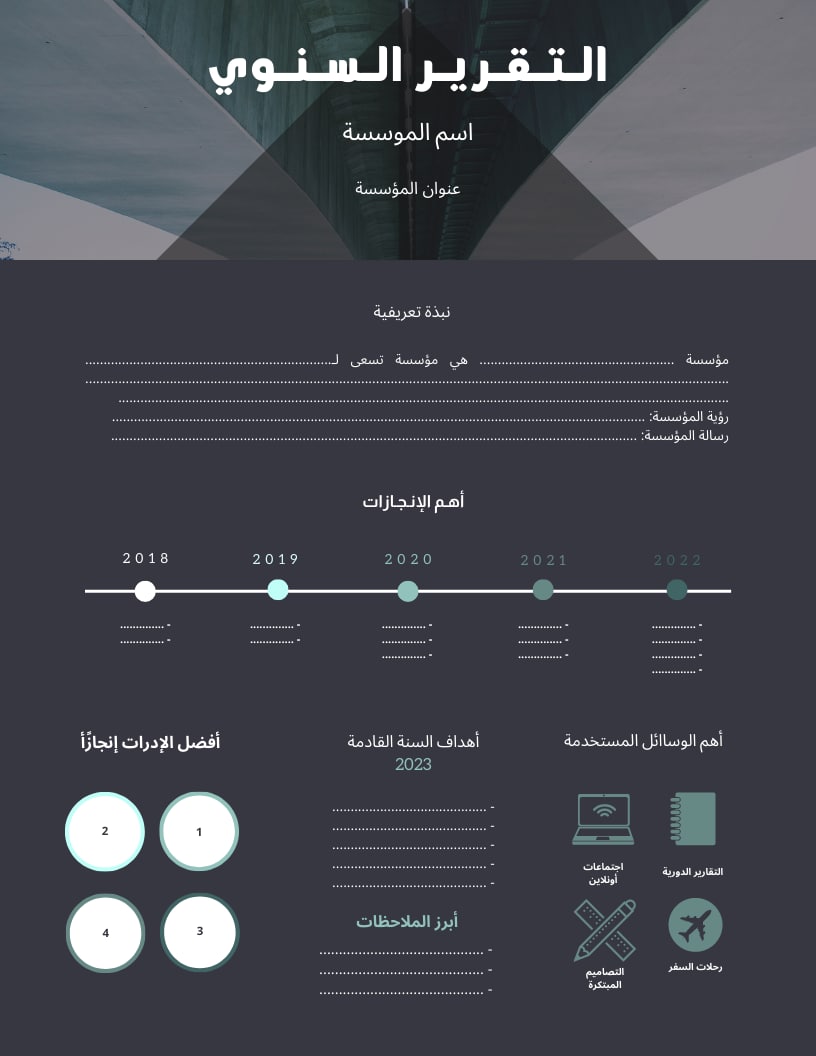 التقرير السنوي
اسم الموسسة
عنوان المؤسسة
نبذة تعريفية
مؤسسة ..................................................... هي مؤسسة تسعى لـ...................................................................
................................................................................................................................................................................
......................................................................................................................................................................
رؤية المؤسسة: .................................................................................................................................................
رسالة المؤسسة: ...............................................................................................................................................
أهم الإنجازات
2018 2019 2020 2021 2022
- .............. - .............. - .............. - .............. - ..............
- .............. - .............. - .............. - .............. - ..............
- .............. - .............. - ..............
- ..............
أهم الوساائل المستخدمة
التقارير الدورية
اجتماعات
أونلاين
رحلات السفر
التصاميم
المبتكرة
أهداف السنة القادمة
2023
- ..........................................
- ..........................................
- ..........................................
- ..........................................
- ..........................................
أبرز الملاحظات
- .............................................
- .............................................
- .............................................
أفضل الإدرات إنجازًأ
1
2
3
4